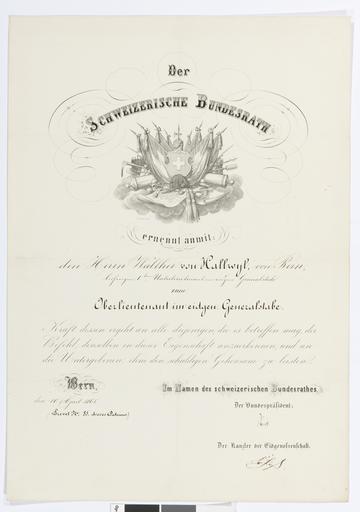 Der
SCHWEIZERISCHE BUNDESRATH
ernennt anmit:
den Herrn Walther von Hallwyl, von Bern,
zum
Oberlieutenant im eidgen. Generalstabe.
Kraft dessen ergeht an alle diejenigen die es betreffen mag, der
Befehl, denselben in dieser Eigenschaft anzuerkennen, und an
die Untergebenen, ihm den schuldigen Gehorsam zu leisten.
Bern,
den April
Im Namen des schweizerischen Bundesrathes,
Der Bundespräsident:
Der Kanzler der Eidgenossenschaft: